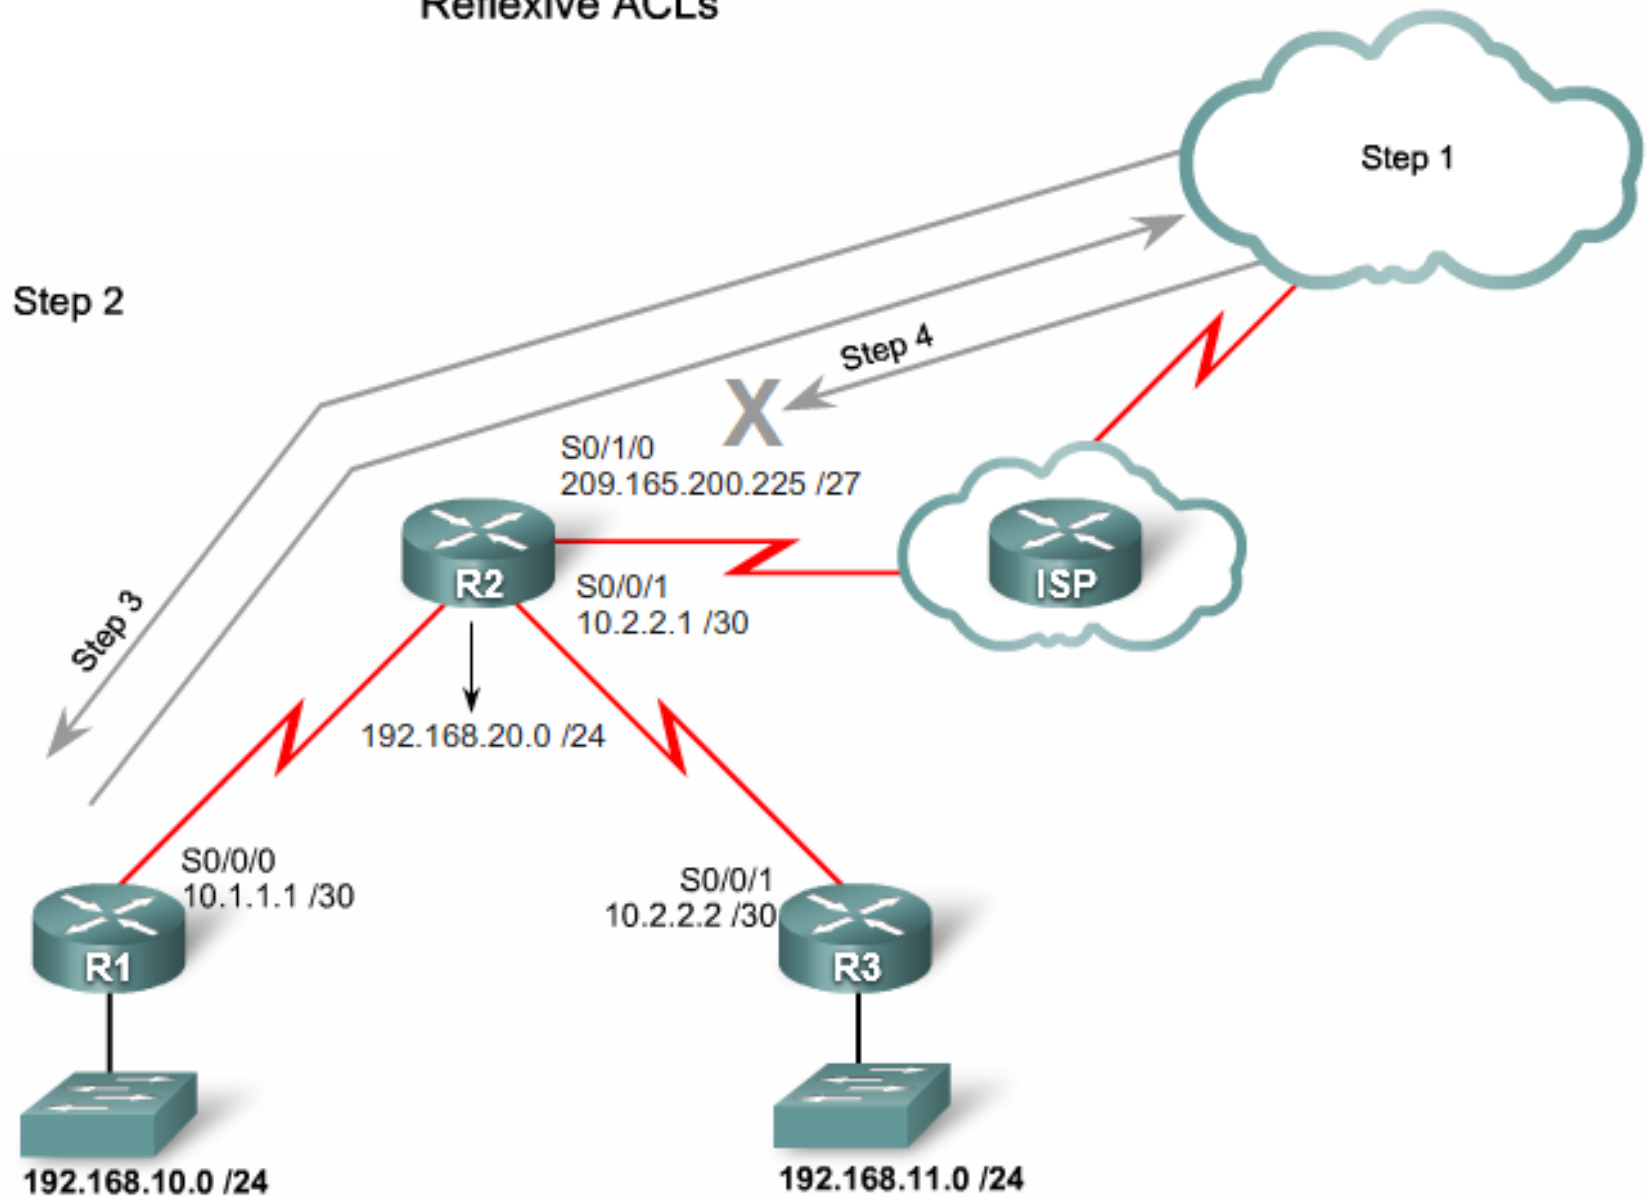 Reflexive ACLs
Step 1
Step 2
Step 4
S0/1/0
209.165.200.225 /27
R2
ISP
S0/0/1
10.2.2.1 /30
Step 3
192.168.20.0 /24
S0/0/0
10.1.1.1 /30
S0/0/1
10.2.2.2 /30
R1
R3
192.168.10.0 /24
192.168.11.0 /24